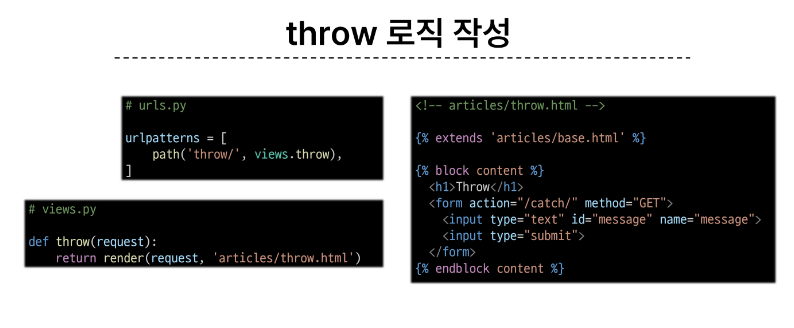 throw 로직 작성
# urls.py
urlpatterns = [
    path('throw/', views.throw),
]
# views.py
def throw(request):
    return render(request, 'articles/throw.html')
<!-- articles/throw.html -->
{% extends 'articles/base.html' %}
{% block content %}
  <h1>Throw</h1>
  <form action="/catch/" method="GET">
    <input type="text" id="message" name="message">
    <input type="submit">
  </form>
{% endblock content %}